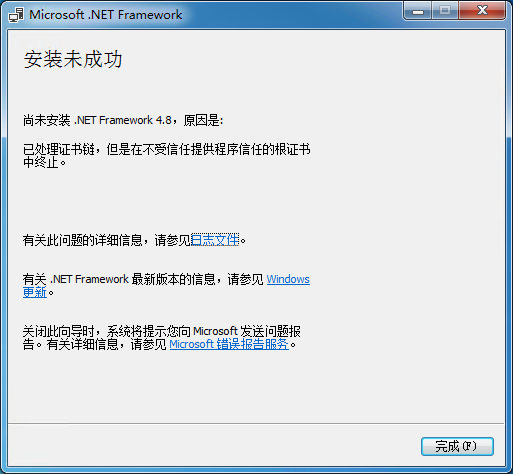 Microsoft .NET Framework
安装未成功
尚未安装 .NET Framework 4.8，原因是:
已处理证书链，但是在不受信任提供程序信任的根证书
中终止。
有关此问题的详细信息，请参见日志文件。
有关 .NET Framework 最新版本的信息，请参见 Windows
更新。
关闭此向导时，系统将提示您向 Microsoft 发送问题报
告。有关详细信息，请参见 Microsoft 错误报告服务。
完成(F)